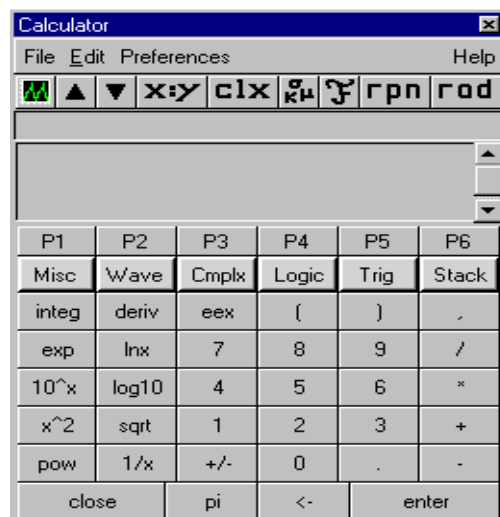 Calculator
File Edit Preferences Help
x:y clx σκμ rpn rad
P1 P2 P3 P4 P5 P6
Misc Wave Cmplx Logic Trig Stack
integ deriv eex ( ) ,
exp lnx 7 8 9 /
10^x log10 4 5 6 *
x^2 sqrt 1 2 3 +
pow 1/x +/- 0 . -
close pi <- enter